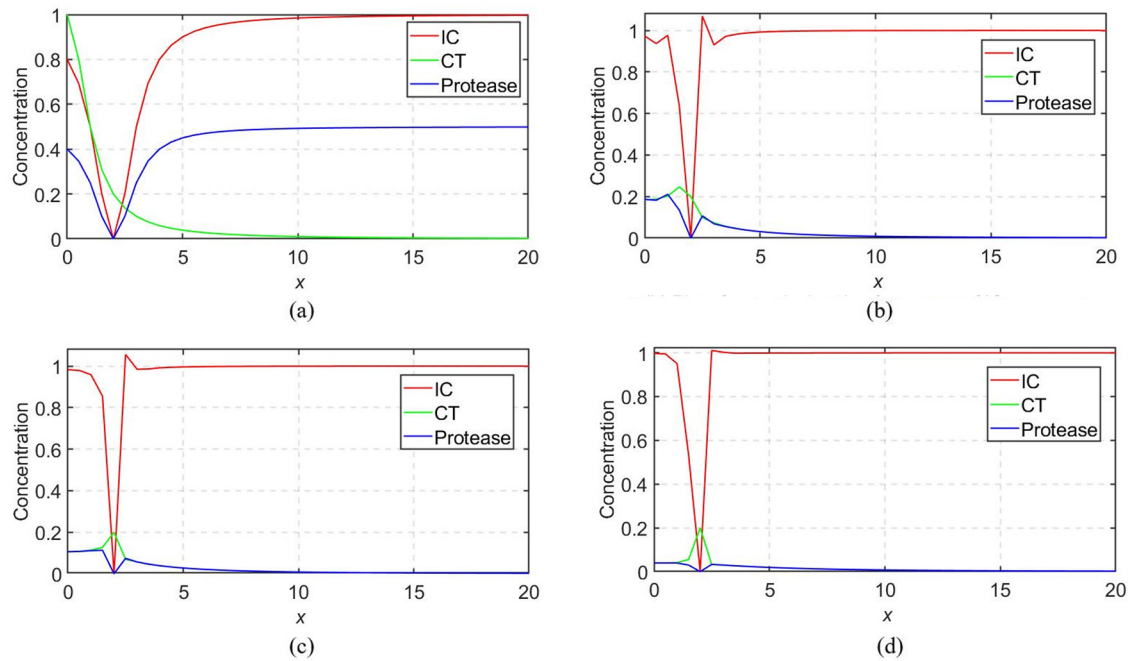 1
0.8
0.6
0.4
0.2
0
Concentration
IC
CT
Protease
0 5 10 15 20
x
(a)
1
0.8
0.6
0.4
0.2
0
Concentration
IC
CT
Protease
0 5 10 15 20
x
(b)
1
0.8
0.6
0.4
0.2
0
Concentration
IC
CT
Protease
0 5 10 15 20
x
(c)
1
0.8
0.6
0.4
0.2
0
Concentration
IC
CT
Protease
0 5 10 15 20
x
(d)